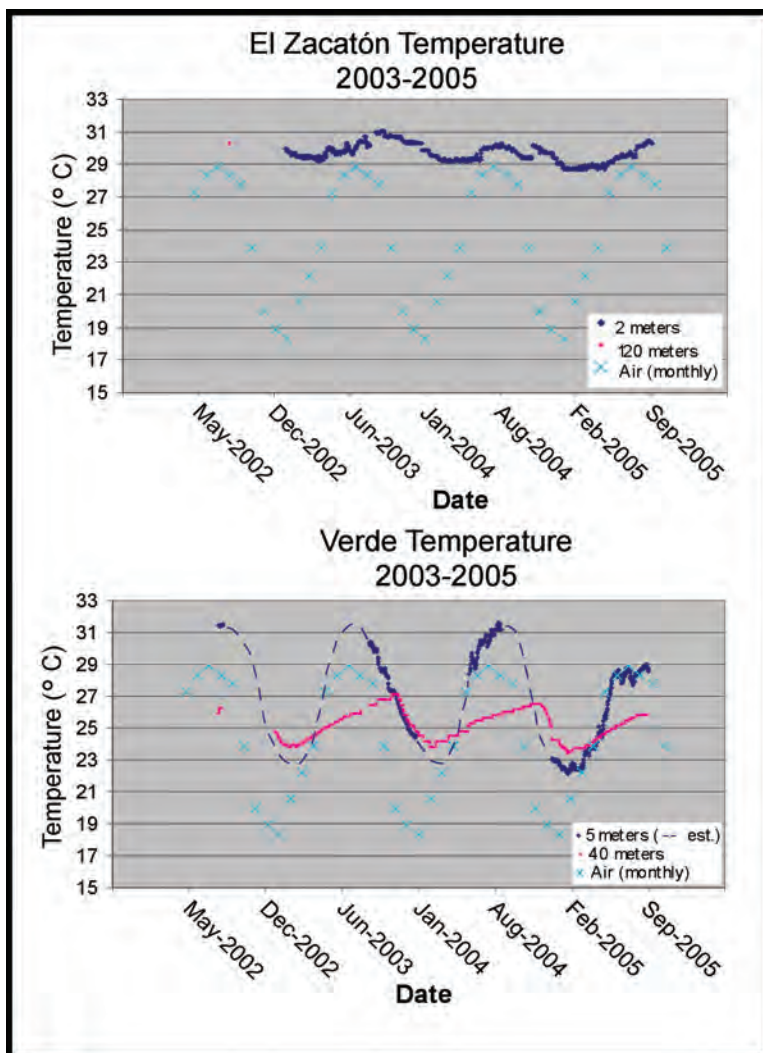 El Zacatón Temperature
2003-2005
33
31
29
27
25
23
21
19
17
15
Temperature (° C)
2 meters
120 meters
Air (monthly)
May-2002
Dec-2002
Jun-2003
Jan-2004
Aug-2004
Feb-2005
Sep-2005
Date
Verde Temperature
2003-2005
33
31
29
27
25
23
21
19
17
15
Temperature (° C)
5 meters (-- est.)
40 meters
Air (monthly)
May-2002
Dec-2002
Jun-2003
Jan-2004
Aug-2004
Feb-2005
Sep-2005
Date